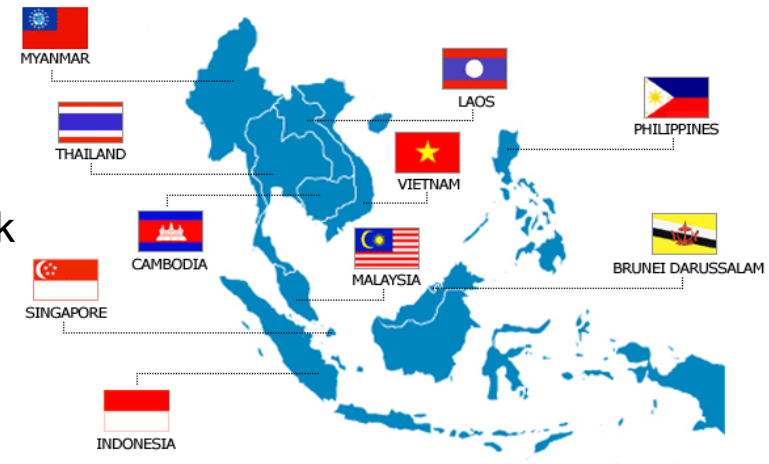 MYANMAR
LAOS
PHILIPPINES
THAILAND
VIETNAM
k
CAMBODIA
MALAYSIA
BRUNEI DARUSSALAM
SINGAPORE
INDONESIA